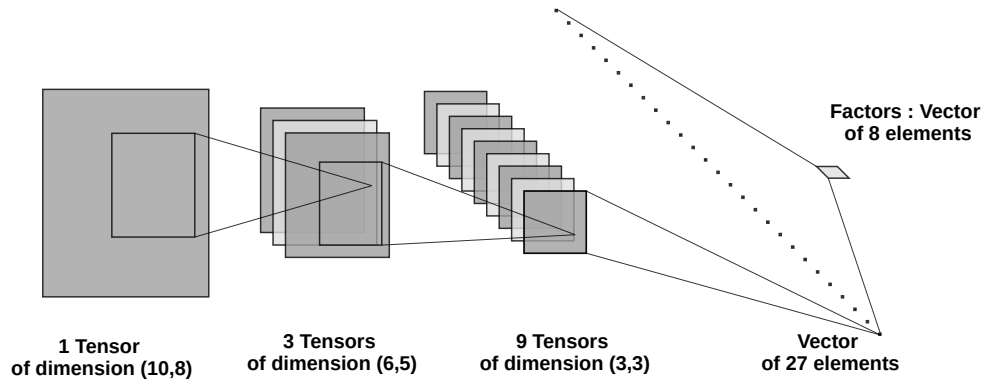 Factors : Vector
of 8 elements
1 Tensor
of dimension (10,8)
3 Tensors
of dimension (6,5)
9 Tensors
of dimension (3,3)
Vector
of 27 elements